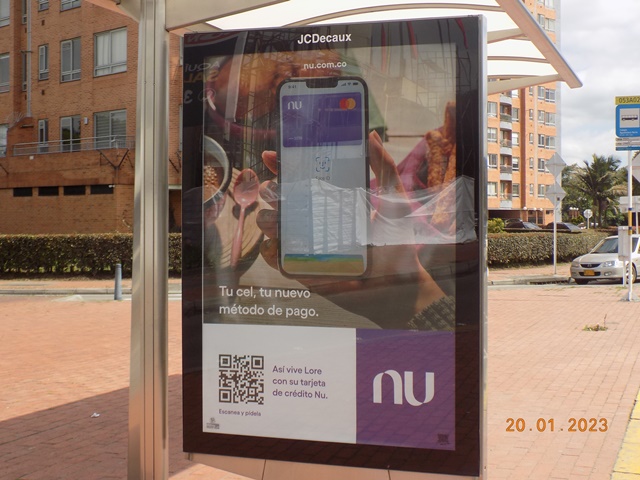 JCDecaux
nu.com.co
nu
Tu cel, tu nuevo
método de pago.
Así vive Lore
con su tarjeta
de crédito Nu.
Escanea y pídela
nu
20.01.2023